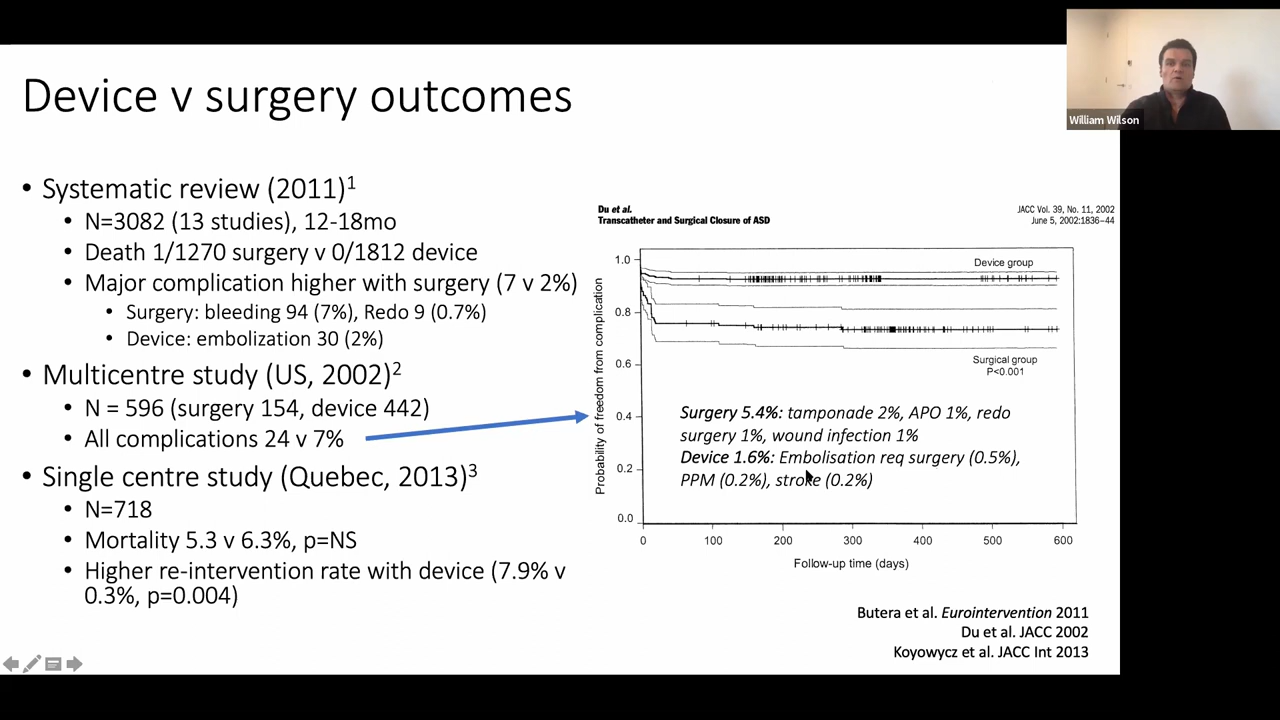 Device v surgery outcomes
William Wilson
• Systematic review (2011)1
• N=3082 (13 studies), 12-18mo
• Death 1/1270 surgery v 0/1812 device
• Major complication higher with surgery (7 v 2%)
• Surgery: bleeding 94 (7%), Redo 9 (0.7%)
• Device: embolization 30 (2%)
• Multicentre study (US, 2002)2
• N = 596 (surgery 154, device 442)
• All complications 24 v 7%
• Single centre study (Quebec, 2013)3
• N=718
• Mortality 5.3 v 6.3%, p=NS
• Higher re-intervention rate with device (7.9% v
0.3%, p=0.004)
Du et al.
Transcatheter and Surgical Closure of ASD
JACC Vol. 39, No. 11, 2002
June 5, 2002:1836–44
Probability of freedom from complication
1.0
0.8
0.6
0.4
0.2
0.0
Device group
Surgical group
P<0.001
Surgery 5.4%: tamponade 2%, APO 1%, redo
surgery 1%, wound infection 1%
Device 1.6%: Embolisation req surgery (0.5%),
PPM (0.2%), stroke (0.2%)
0 100 200 300 400 500 600
Follow-up time (days)
Butera et al. Eurointervention 2011
Du et al. JACC 2002
Koyowycz et al. JACC Int 2013